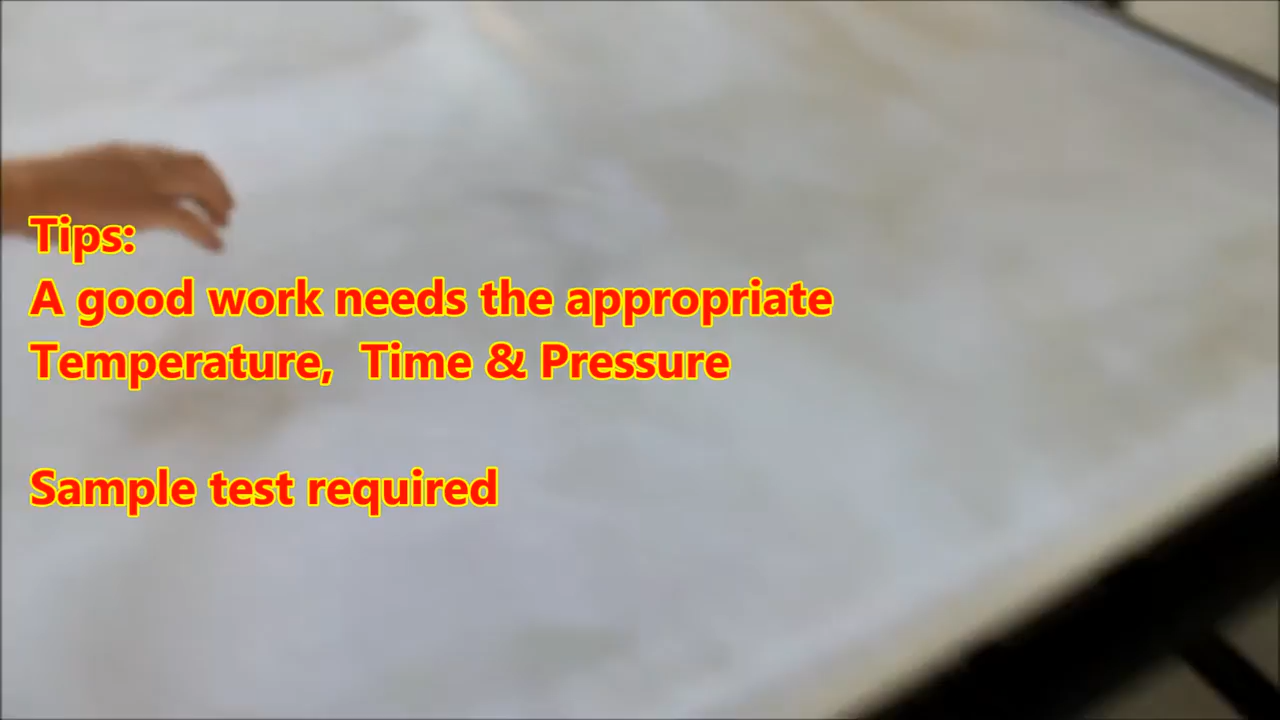 Tips:
A good work needs the appropriate
Temperature, Time & Pressure
Sample test required